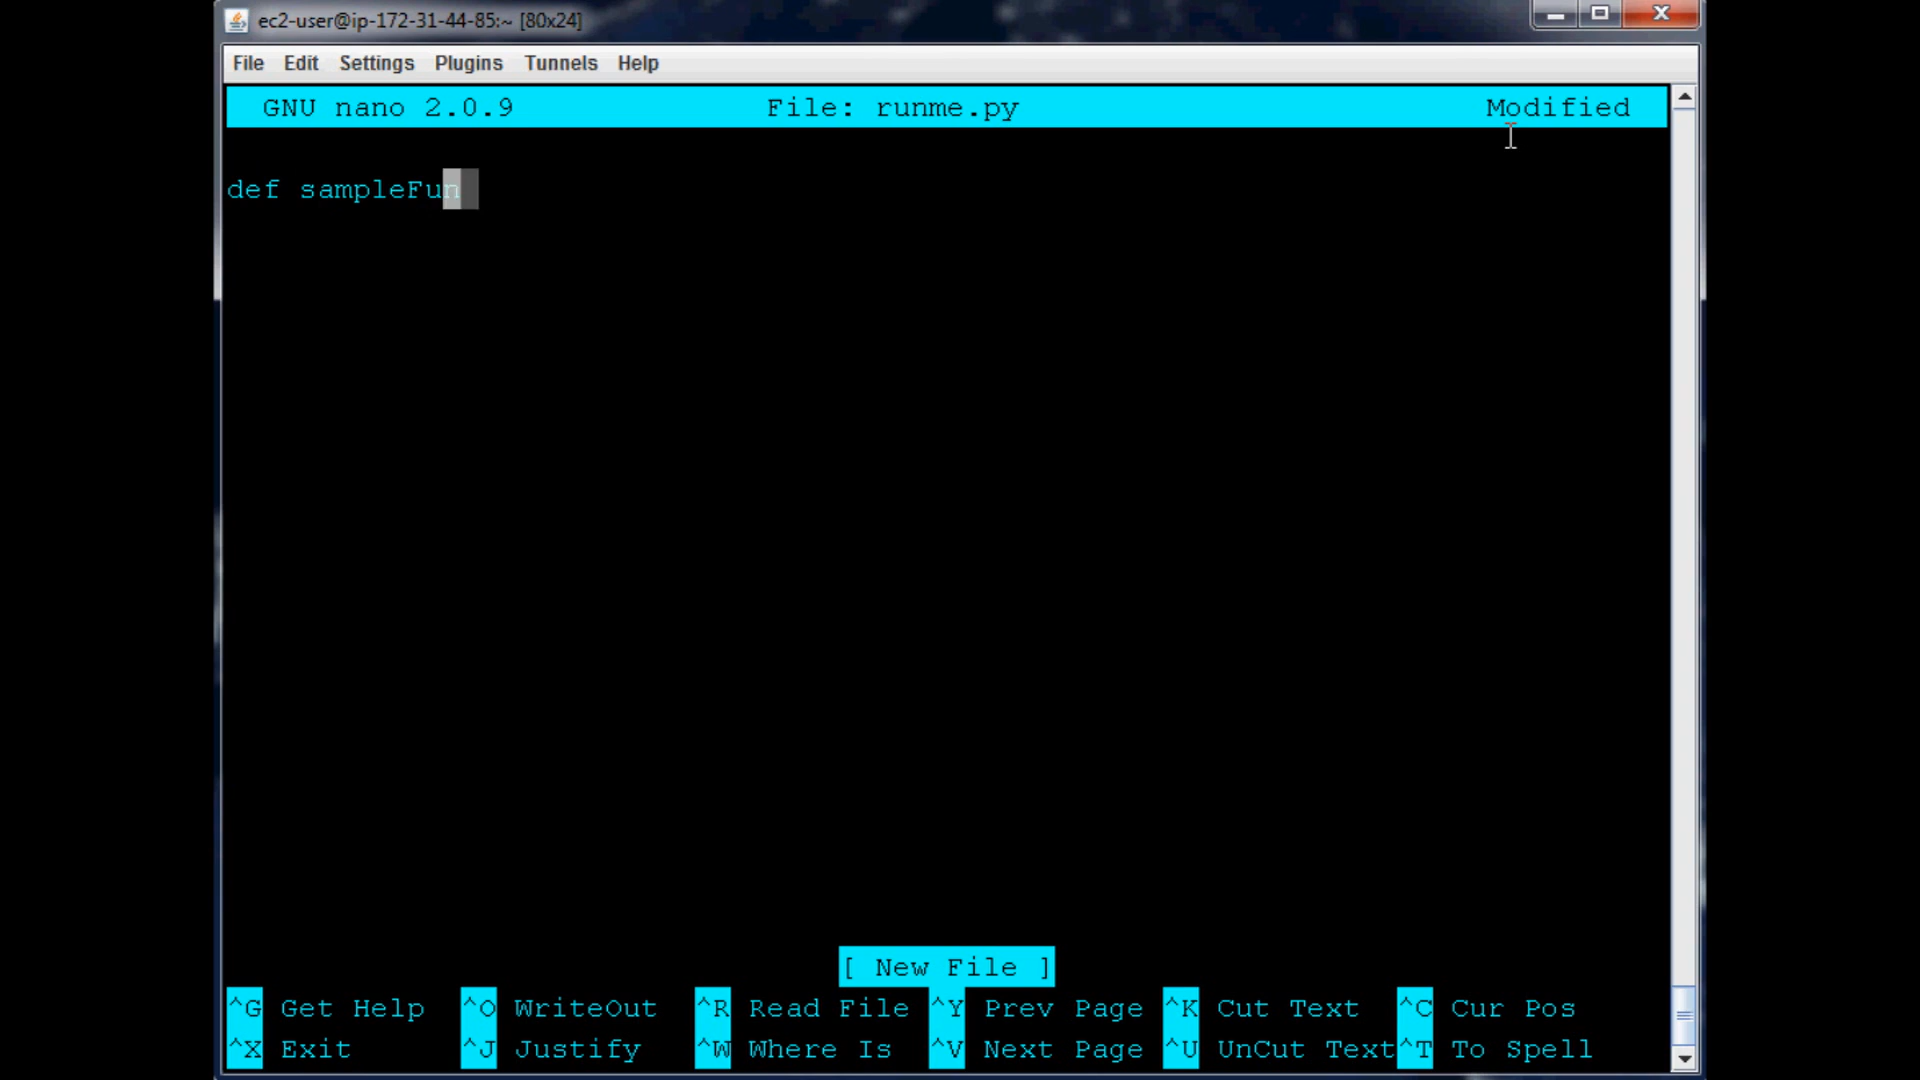 ec2-user@ip-172-31-44-85:~ [80x24]
File Edit Settings Plugins Tunnels Help
GNU nano 2.0.9 File: runme.py Modified
def sampleFun
[ New File ]
^G Get Help ^O WriteOut ^R Read File ^Y Prev Page ^K Cut Text ^C Cur Pos
^X Exit ^J Justify ^W Where Is ^V Next Page ^U UnCut Text ^T To Spell